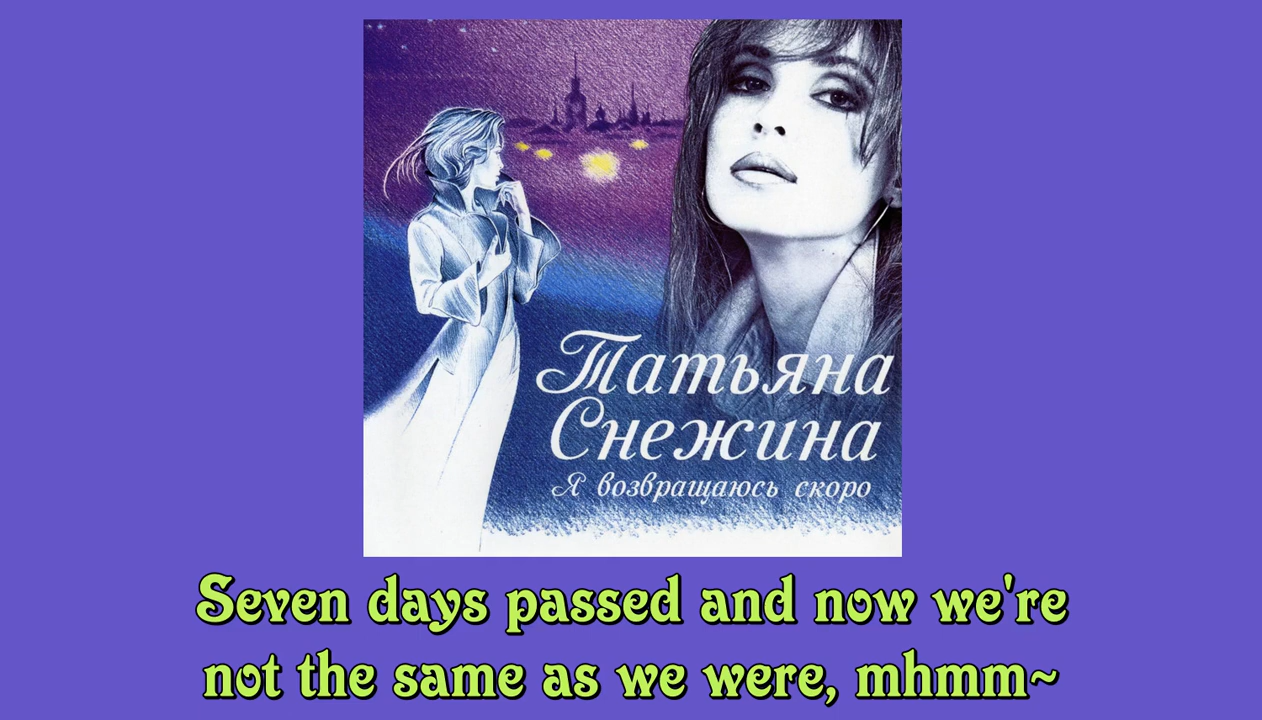 Татьяна
Снежина
Я возвращаюсь скоро
Seven days passed and now we're
not the same as we were, mhmm~